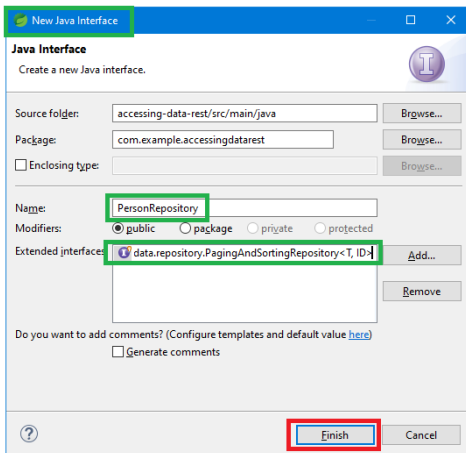 New Java Interface
Java Interface
Create a new Java interface.
Source folder: accessing-data-rest/src/main/java Browse...
Package: com.example.accessingdatarest Browse...
Enclosing type: Browse...
Name: PersonRepository
Modifiers: public package private protected
Extended interfaces data.repository.PagingAndSortingRepository<T, ID> Add...
Remove
Do you want to add comments? (Configure templates and default value here)
Generate comments
Finish Cancel